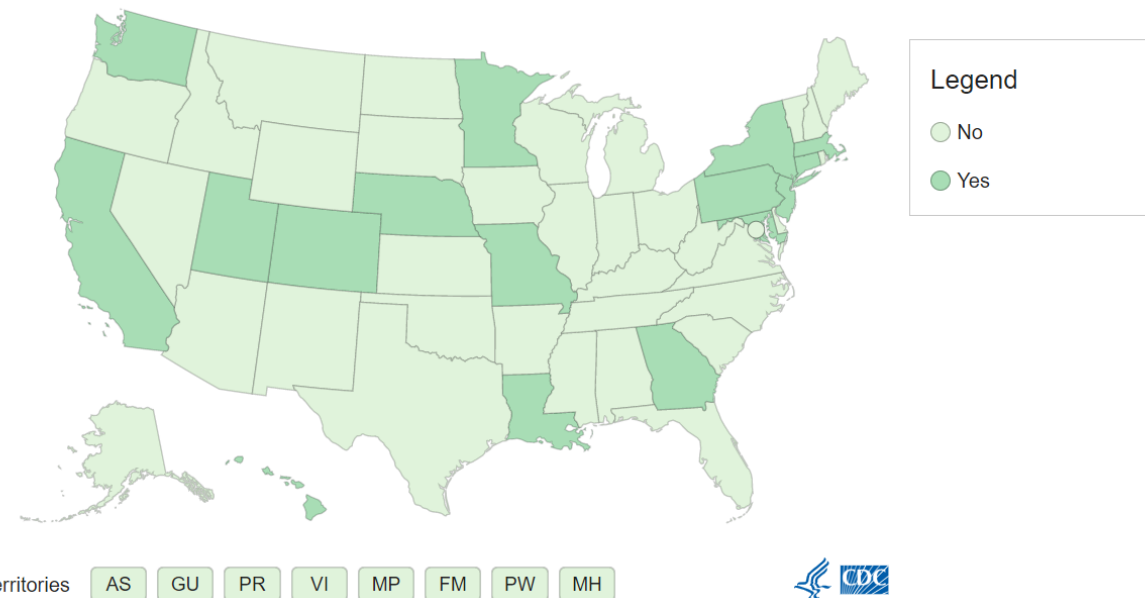 Legend
No
Yes
erritories AS GU PR VI MP FM PW MH
CDC